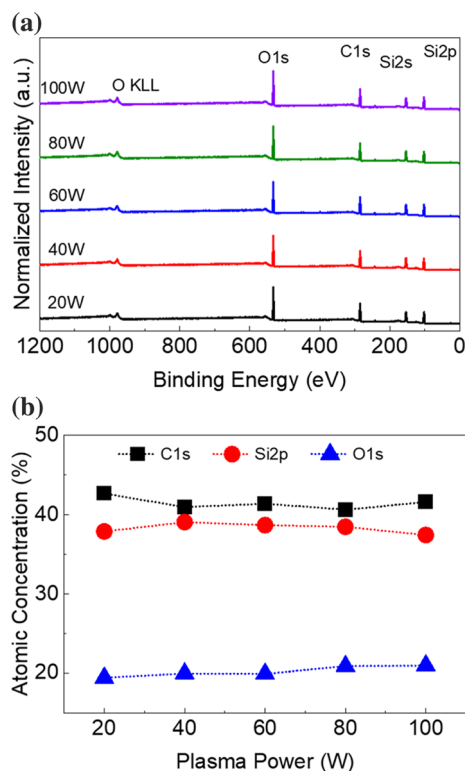 (a)
O1s
C1s
Si2s
Si2p
100W
O KLL
80W
60W
40W
20W
Normalized Intensity (a.u.)
1200 1000 800 600 400 200 0
Binding Energy (eV)
(b)
50
C1s Si2p O1s
40
30
20
Atomic Concentration (%)
20 40 60 80 100
Plasma Power (W)